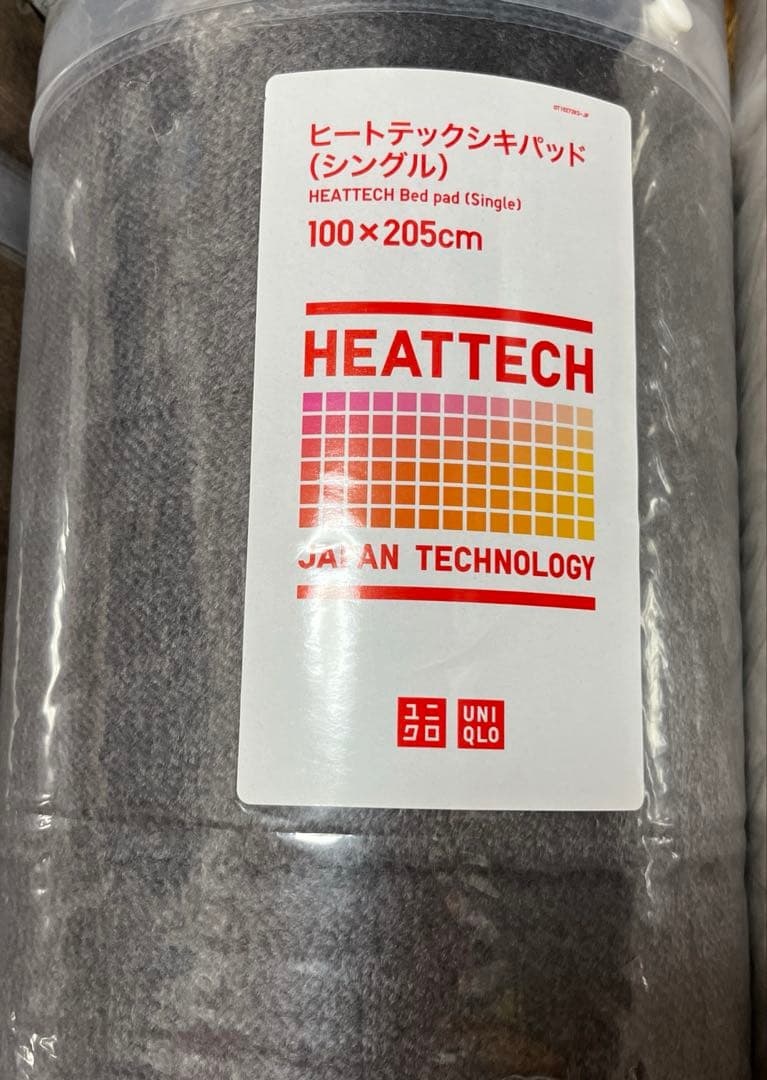 ヒートテックシキパッド
(シングル)
HEATTECH Bed pad (Single)
100×205cm
HEATTECH
JAPAN TECHNOLOGY
ユニ
クロ
UNI
QLO